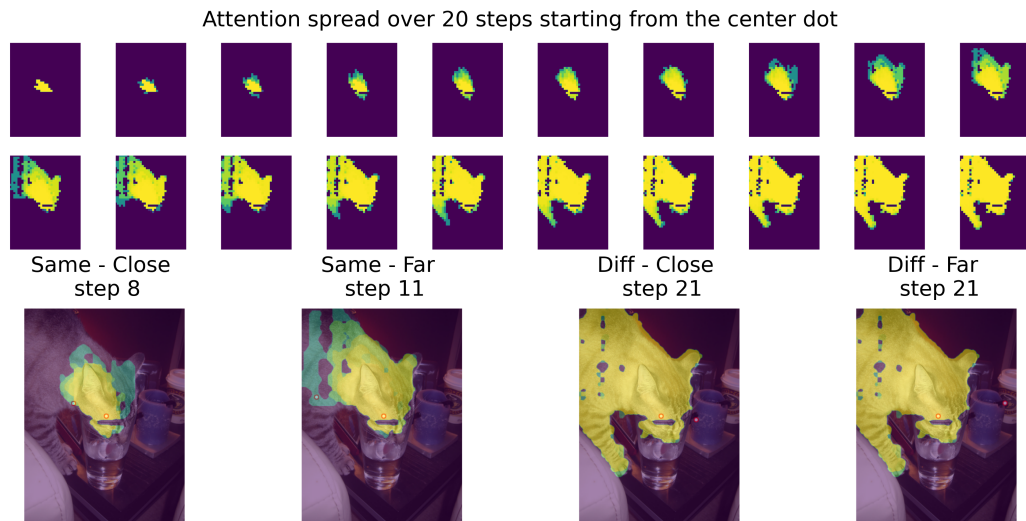 Attention spread over 20 steps starting from the center dot
Same - Close
step 8
Same - Far
step 11
Diff - Close
step 21
Diff - Far
step 21